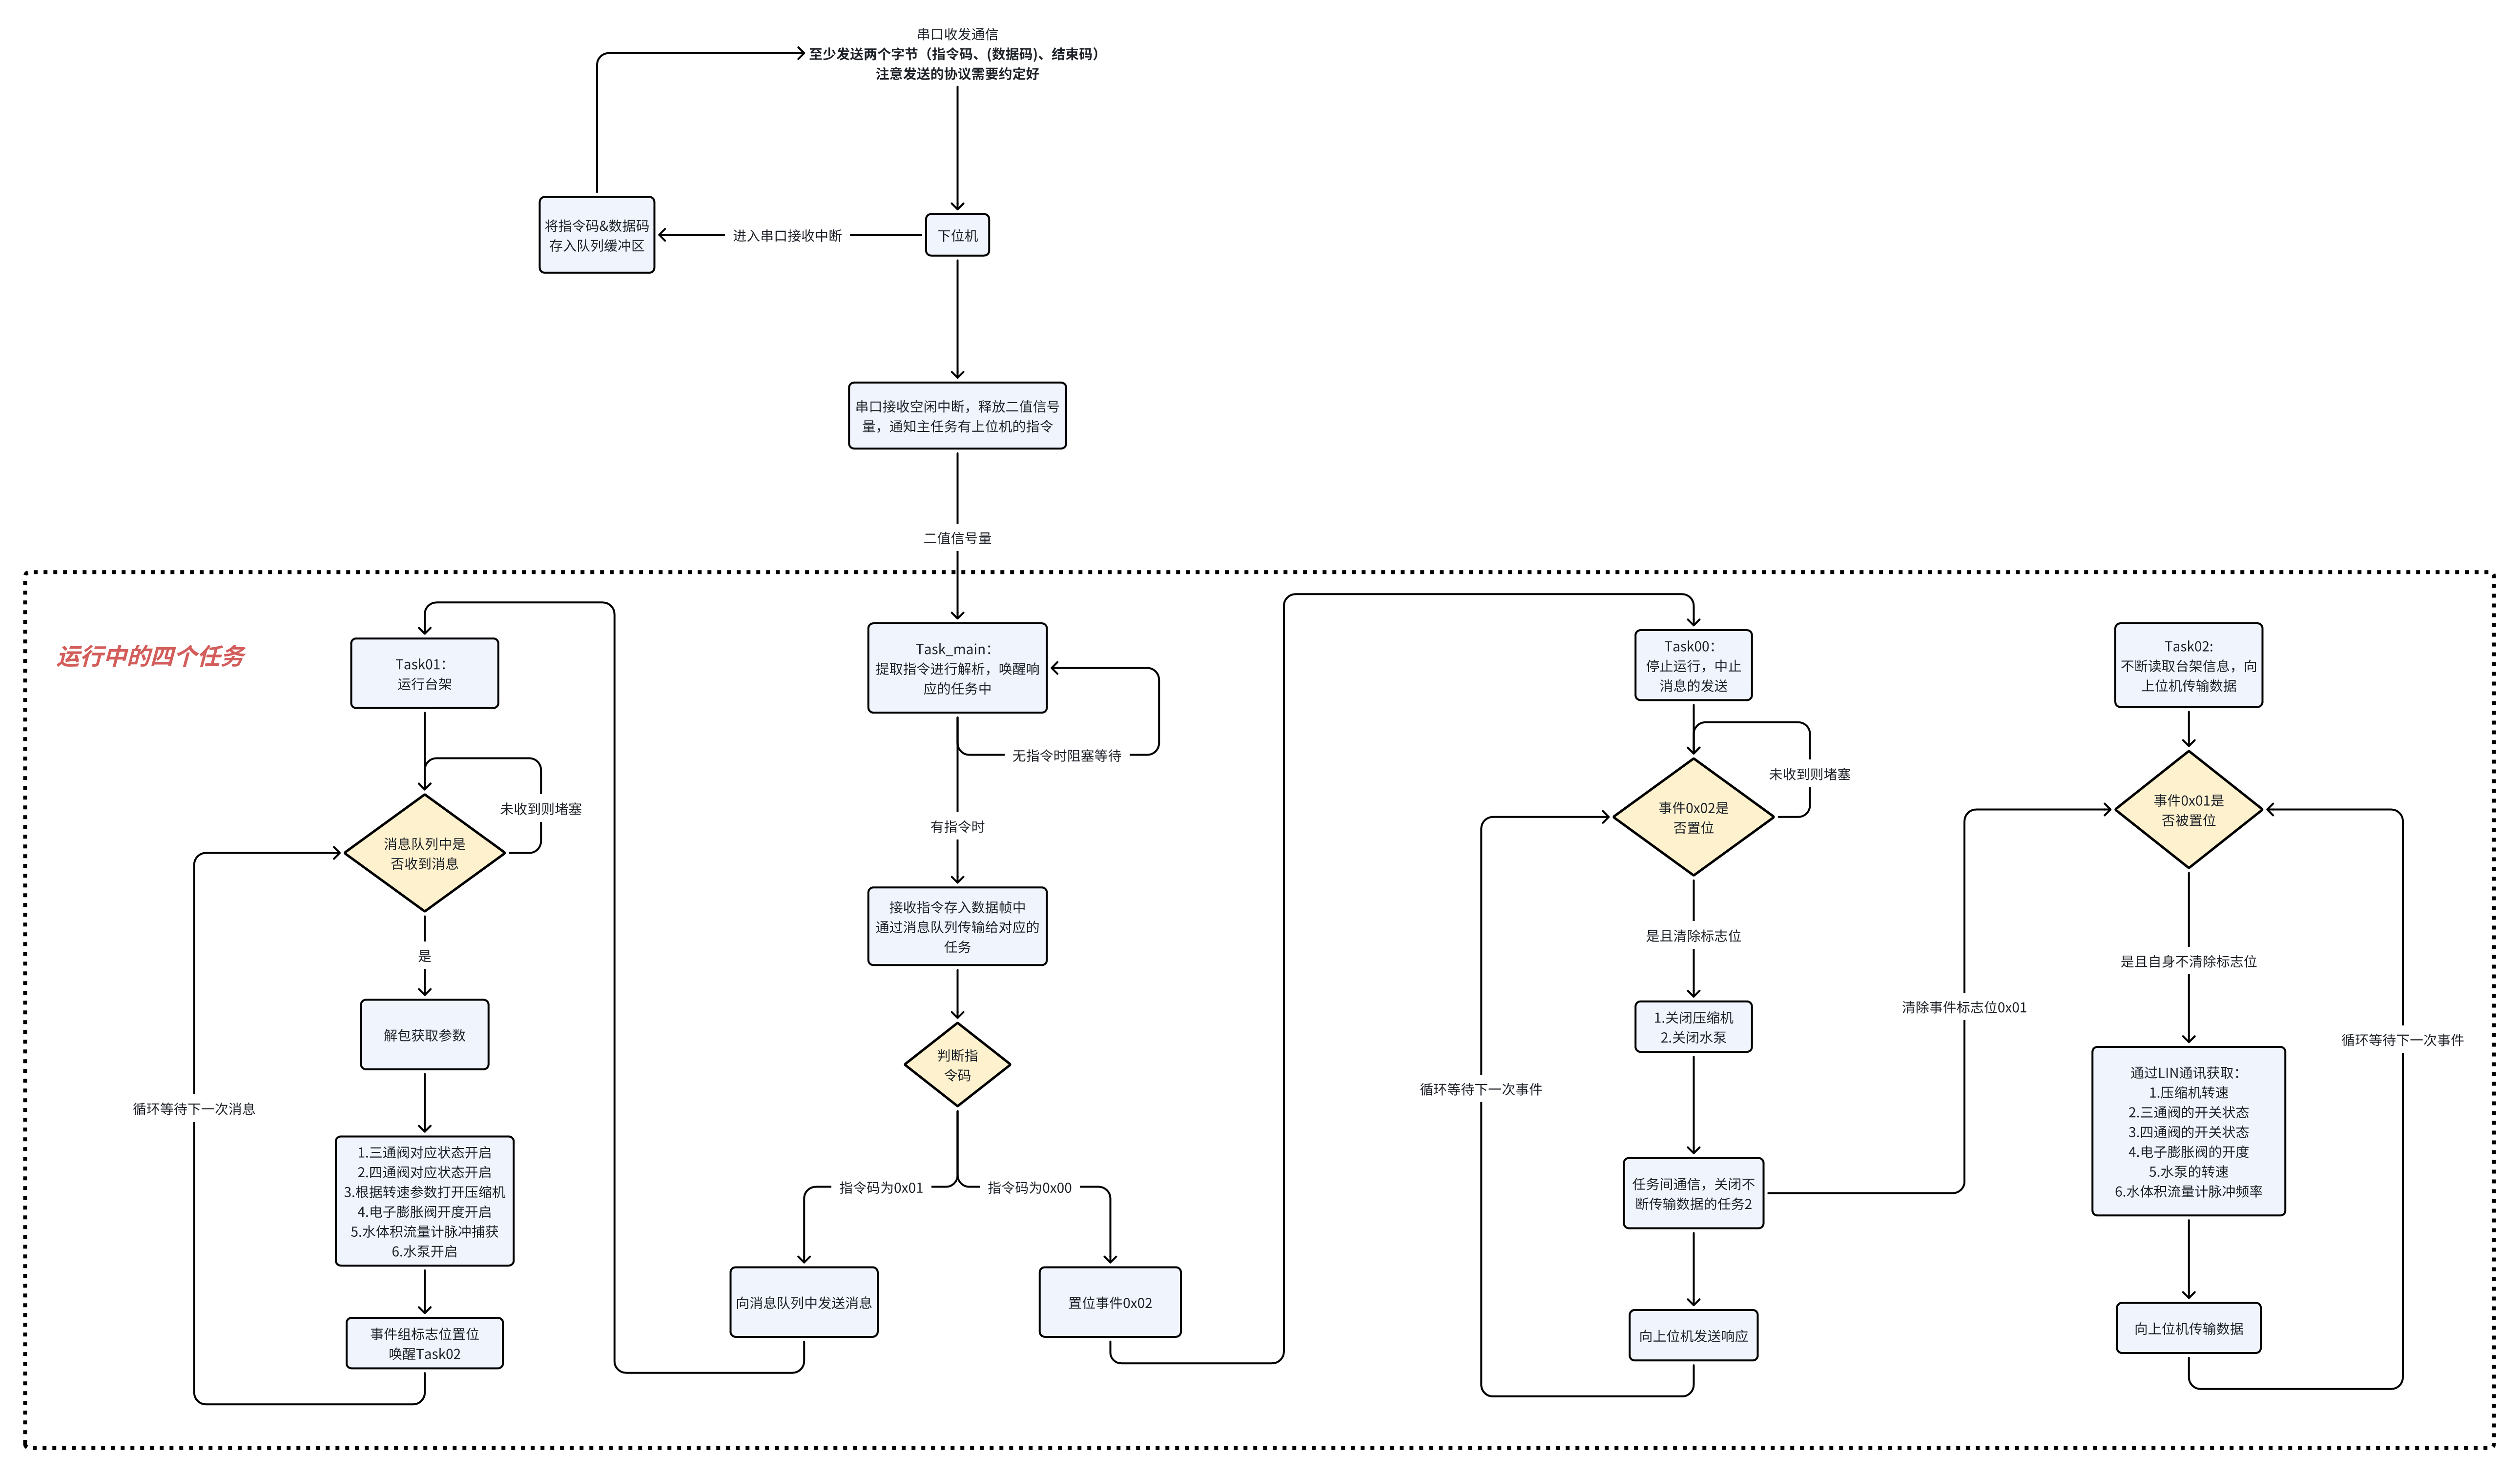 串口收发通信
至少发送两个字节（指令码、(数据码)、结束码）
注意发送的协议需要约定好
将指令码&数据码
存入队列缓冲区
进入串口接收中断
下位机
串口接收空闲中断，释放二值信号
量，通知主任务有上位机的指令
二值信号量
运行中的四个任务
Task01：
运行台架
未收到则堵塞
消息队列中是
否收到消息
是
解包获取参数
循环等待下一次消息
1.三通阀对应状态开启
2.四通阀对应状态开启
3.根据转速参数打开压缩机
4.电子膨胀阀开度开启
5.水体积流量计脉冲捕获
6.水泵开启
事件组标志位置位
唤醒Task02
Task_main：
提取指令进行解析，唤醒响
应的任务中
无指令时阻塞等待
有指令时
接收指令存入数据帧中
通过消息队列传输给对应的
任务
判断指
令码
指令码为0x01
指令码为0x00
向消息队列中发送消息
置位事件0x02
Task00：
停止运行，中止
消息的发送
未收到则堵塞
事件0x02是
否置位
是且清除标志位
1.关闭压缩机
2.关闭水泵
循环等待下一次事件
任务间通信，关闭不
断传输数据的任务2
向上位机发送响应
清除事件标志位0x01
Task02:
不断读取台架信息，向
上位机传输数据
事件0x01是
否被置位
是且自身不清除标志位
循环等待下一次事件
通过LIN通讯获取：
1.压缩机转速
2.三通阀的开关状态
3.四通阀的开关状态
4.电子膨胀阀的开度
5.水泵的转速
6.水体积流量计脉冲频率
向上位机传输数据